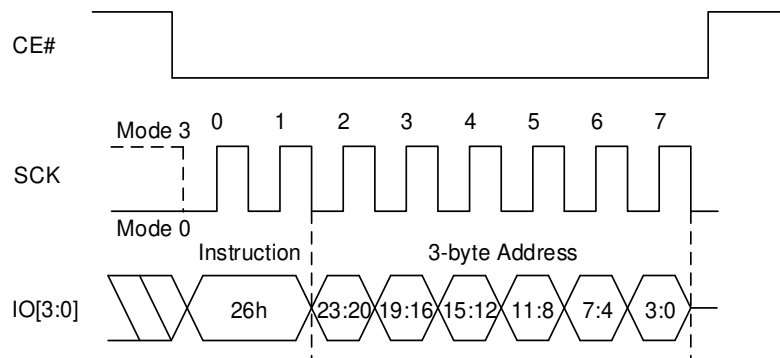 CE#
0 1 2 3 4 5 6 7
Mode 3
SCK
Mode 0
Instruction 3-byte Address
IO[3:0] 26h 23:20 19:16 15:12 11:8 7:4 3:0